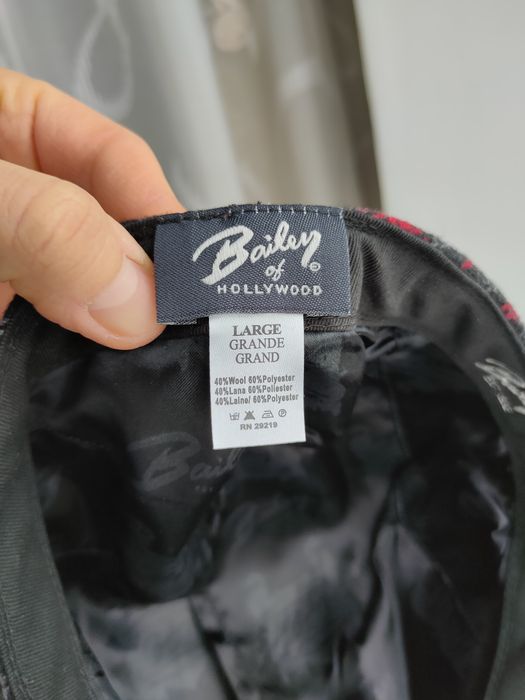 Bailey
of
HOLLYWOOD
LARGE
GRANDE
GRAND
40%Wool 60%Polyester
40%Lana 60%Poliester
40%Laine/ 60% Polyester
RN 29219
Bail